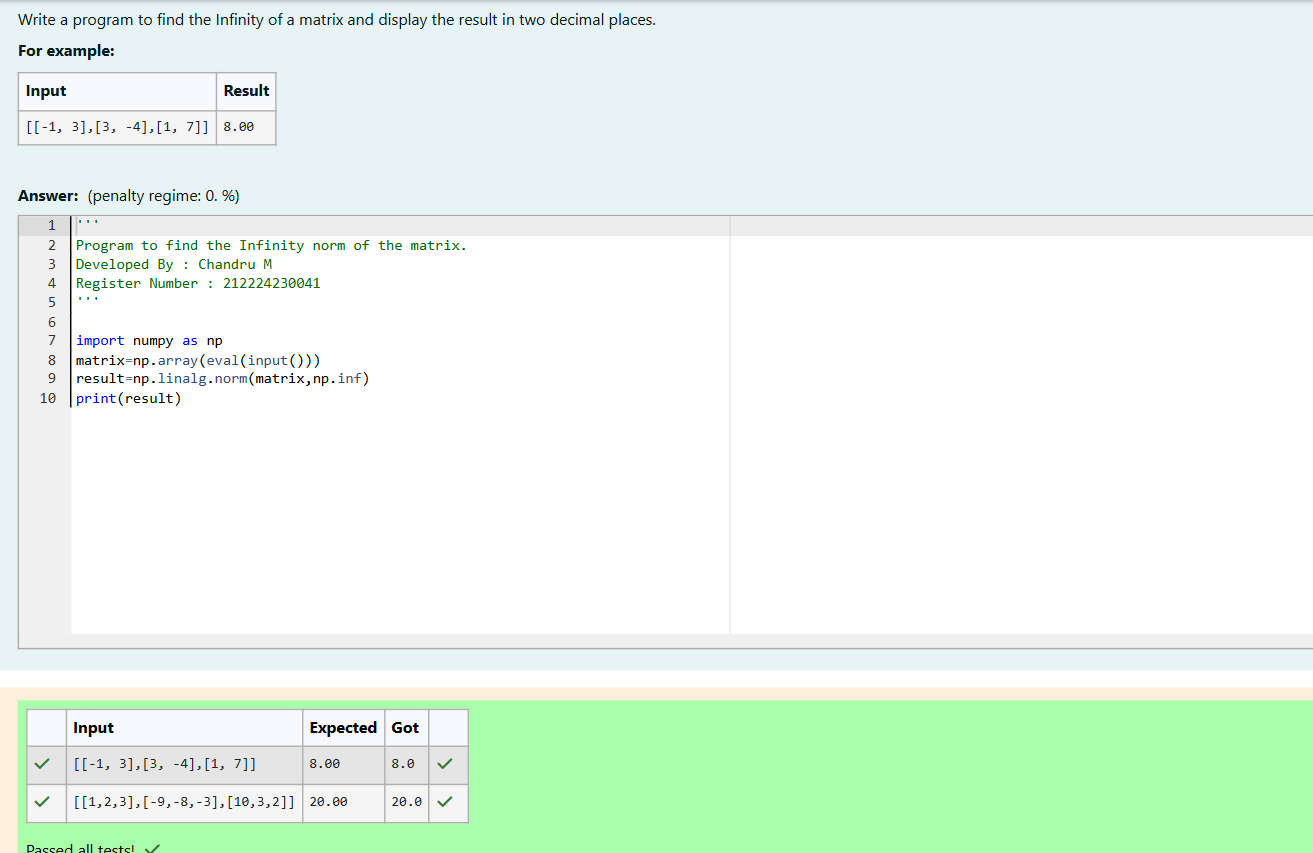 Write a program to find the Infinity of a matrix and display the result in two decimal places.
For example:
Input Result
[[-1, 3],[3, -4],[1, 7]] 8.00
Answer: (penalty regime: 0. %)
1 '''
2 Program to find the Infinity norm of the matrix.
3 Developed By : Chandru M
4 Register Number : 212224230041
5 '''
6
7 import numpy as np
8 matrix=np.array(eval(input()))
9 result=np.linalg.norm(matrix,np.inf)
10 print(result)
Input Expected Got
[[-1, 3],[3, -4],[1, 7]] 8.00 8.0
[[1,2,3],[-9,-8,-3],[10,3,2]] 20.00 20.0
Passed all tests!